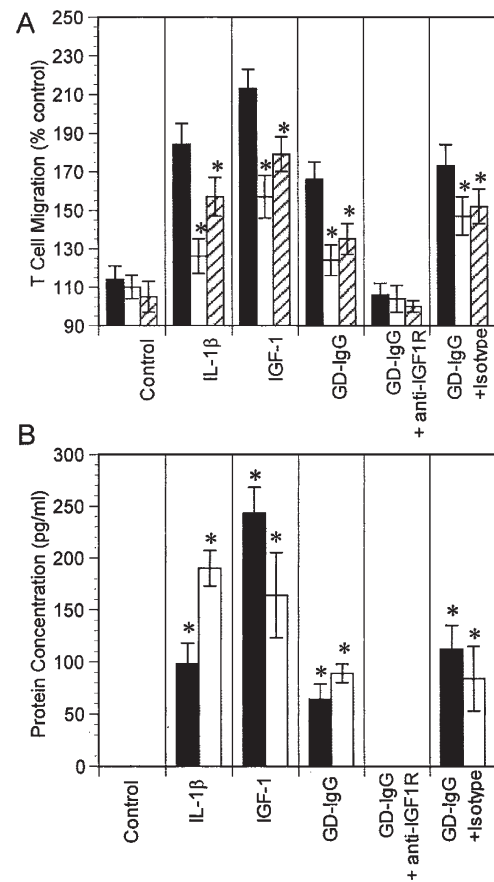 A
T Cell Migration (% control)
250
230
210
190
170
150
130
110
90
* * * * * * * *
Control
IL-1β
IGF-1
GD-IgG
GD-IgG
+ anti-IGF1R
GD-IgG
+Isotype
B
Protein Concentration (pg/ml)
300
250
200
150
100
50
0
* * * * * * * *
Control
IL-1β
IGF-1
GD-IgG
GD-IgG
+ anti-IGF1R
GD-IgG
+Isotype